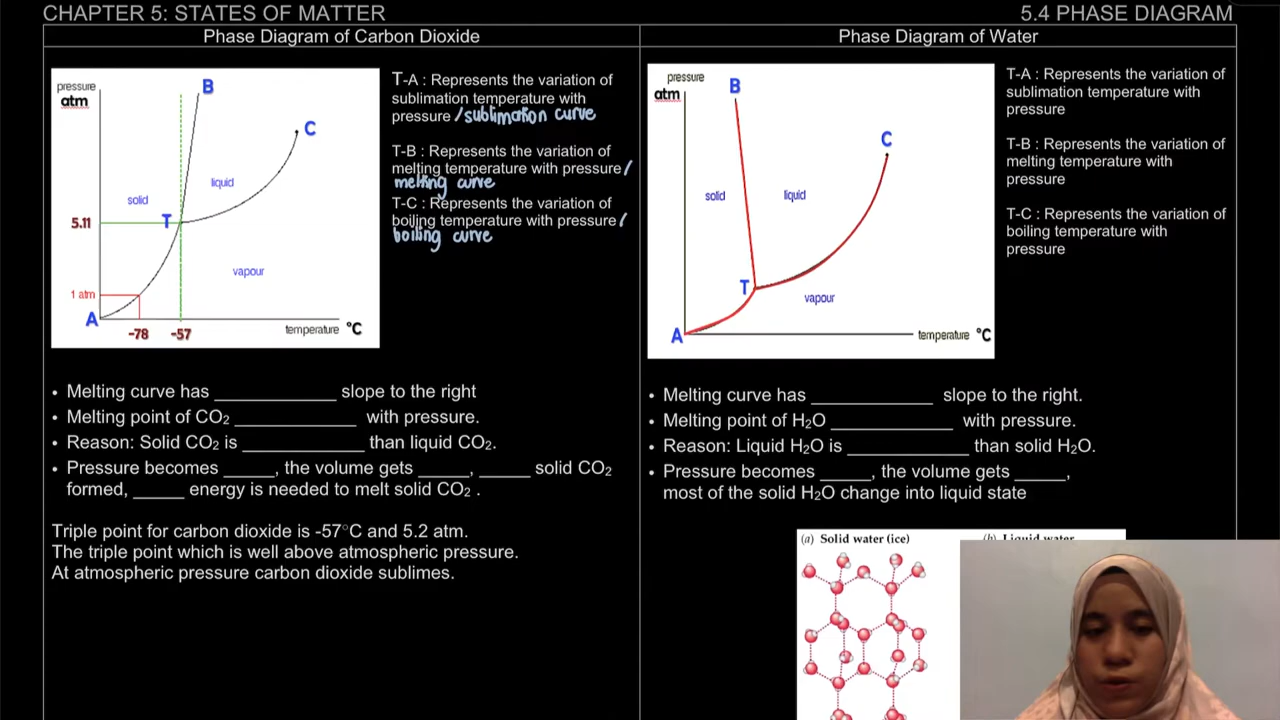 CHAPTER 5: STATES OF MATTER
5.4 PHASE DIAGRAM
Phase Diagram of Carbon Dioxide
pressure
atm
B
C
liquid
solid
5.11
T
vapour
1 atm
A
-78
-57
temperature °C
T-A : Represents the variation of
sublimation temperature with
pressure /sublimation curve
T-B : Represents the variation of
melting temperature with pressure/
melting curve
T-C : Represents the variation of
boiling temperature with pressure/
boiling curve
• Melting curve has ____________ slope to the right
• Melting point of CO₂ ____________ with pressure.
• Reason: Solid CO₂ is ____________ than liquid CO₂.
• Pressure becomes _____, the volume gets _____, _____ solid CO₂
formed, _____ energy is needed to melt solid CO₂ .
Triple point for carbon dioxide is -57°C and 5.2 atm.
The triple point which is well above atmospheric pressure.
At atmospheric pressure carbon dioxide sublimes.
Phase Diagram of Water
pressure
atm
B
C
solid
liquid
T
vapour
A
temperature °C
T-A : Represents the variation of
sublimation temperature with
pressure
T-B : Represents the variation of
melting temperature with
pressure
T-C : Represents the variation of
boiling temperature with
pressure
• Melting curve has ____________ slope to the right.
• Melting point of H₂O ____________ with pressure.
• Reason: Liquid H₂O is ____________ than solid H₂O.
• Pressure becomes _____, the volume gets _____,
most of the solid H₂O change into liquid state
(a) Solid water (ice)
(b) Liquid water